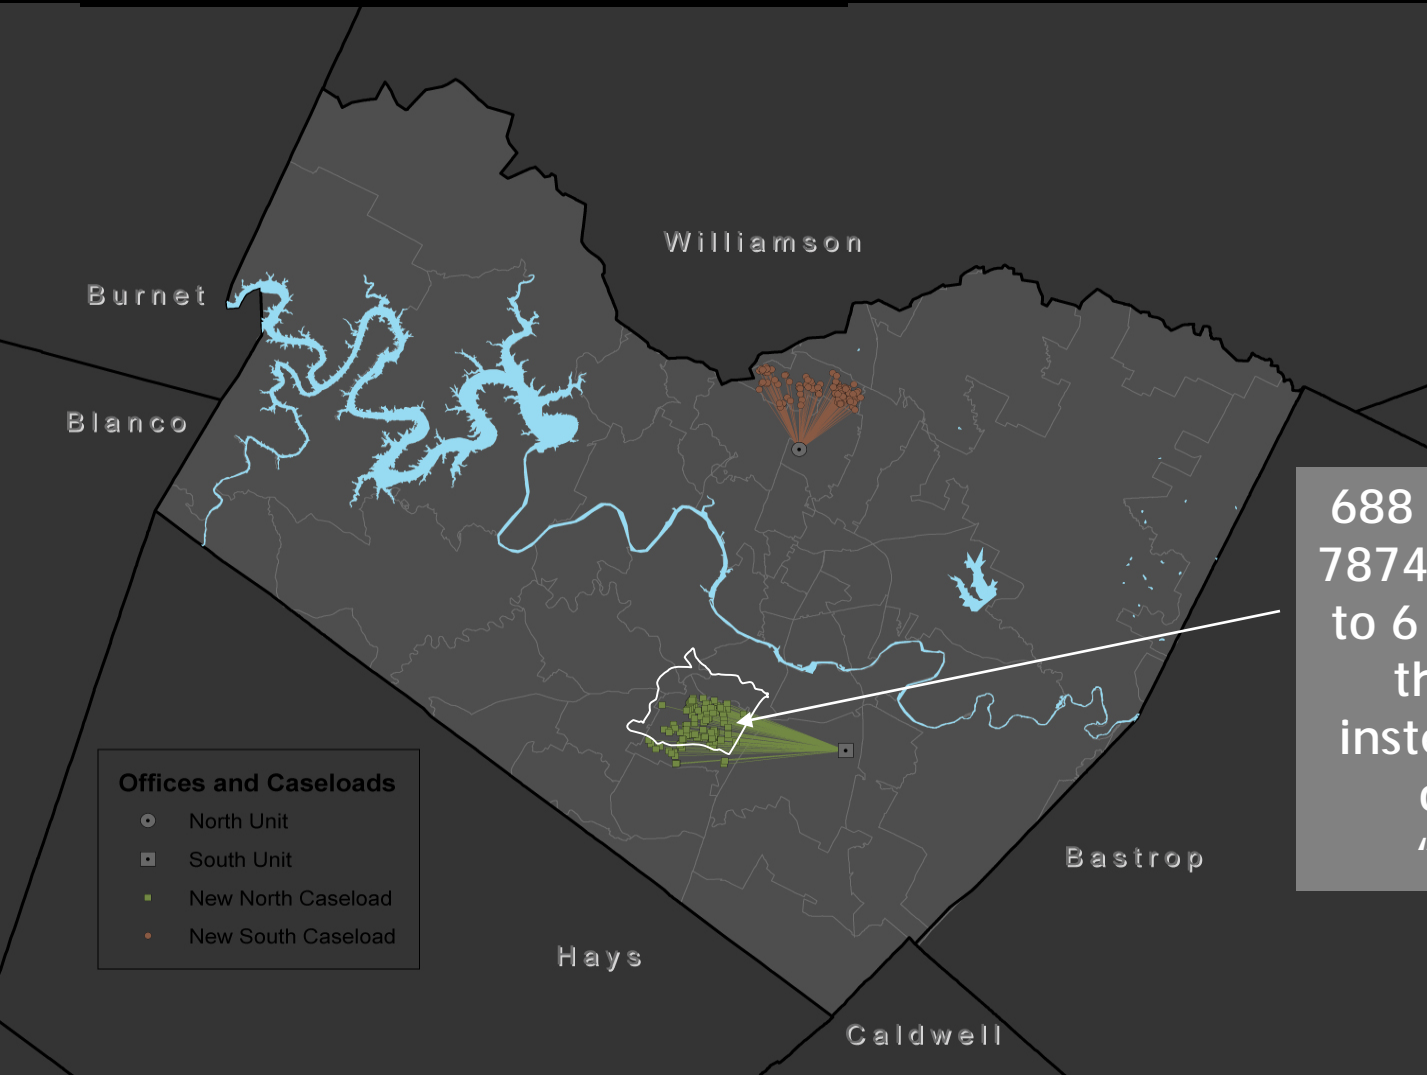 Williamson
Burnet
Blanco
688
7874
to 6
th
inst
Offices and Caseloads
North Unit
South Unit
New North Caseload
New South Caseload
Bastrop
Hays
Caldwell